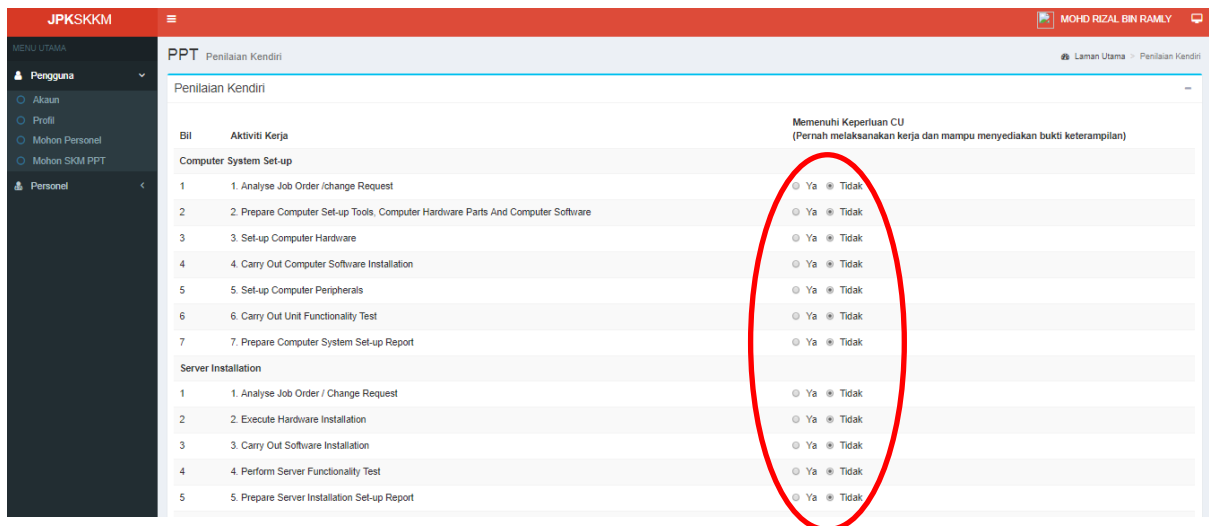 JPKSKKM
MOHD RIZAL BIN RAMLY
MENU UTAMA
Pengguna
Akaun
Profil
Mohon Personel
Mohon SKM PPT
Personel
PPT Penilaian Kendiri
Laman Utama > Penilaian Kendiri
Penilaian Kendiri
Bil Aktiviti Kerja Memenuhi Keperluan CU
(Pernah melaksanakan kerja dan mampu menyediakan bukti keterampilan)
Computer System Set-up
1 1. Analyse Job Order /change Request Ya Tidak
2 2. Prepare Computer Set-up Tools, Computer Hardware Parts And Computer Software Ya Tidak
3 3. Set-up Computer Hardware Ya Tidak
4 4. Carry Out Computer Software Installation Ya Tidak
5 5. Set-up Computer Peripherals Ya Tidak
6 6. Carry Out Unit Functionality Test Ya Tidak
7 7. Prepare Computer System Set-up Report Ya Tidak
Server Installation
1 1. Analyse Job Order / Change Request Ya Tidak
2 2. Execute Hardware Installation Ya Tidak
3 3. Carry Out Software Installation Ya Tidak
4 4. Perform Server Functionality Test Ya Tidak
5 5. Prepare Server Installation Set-up Report Ya Tidak